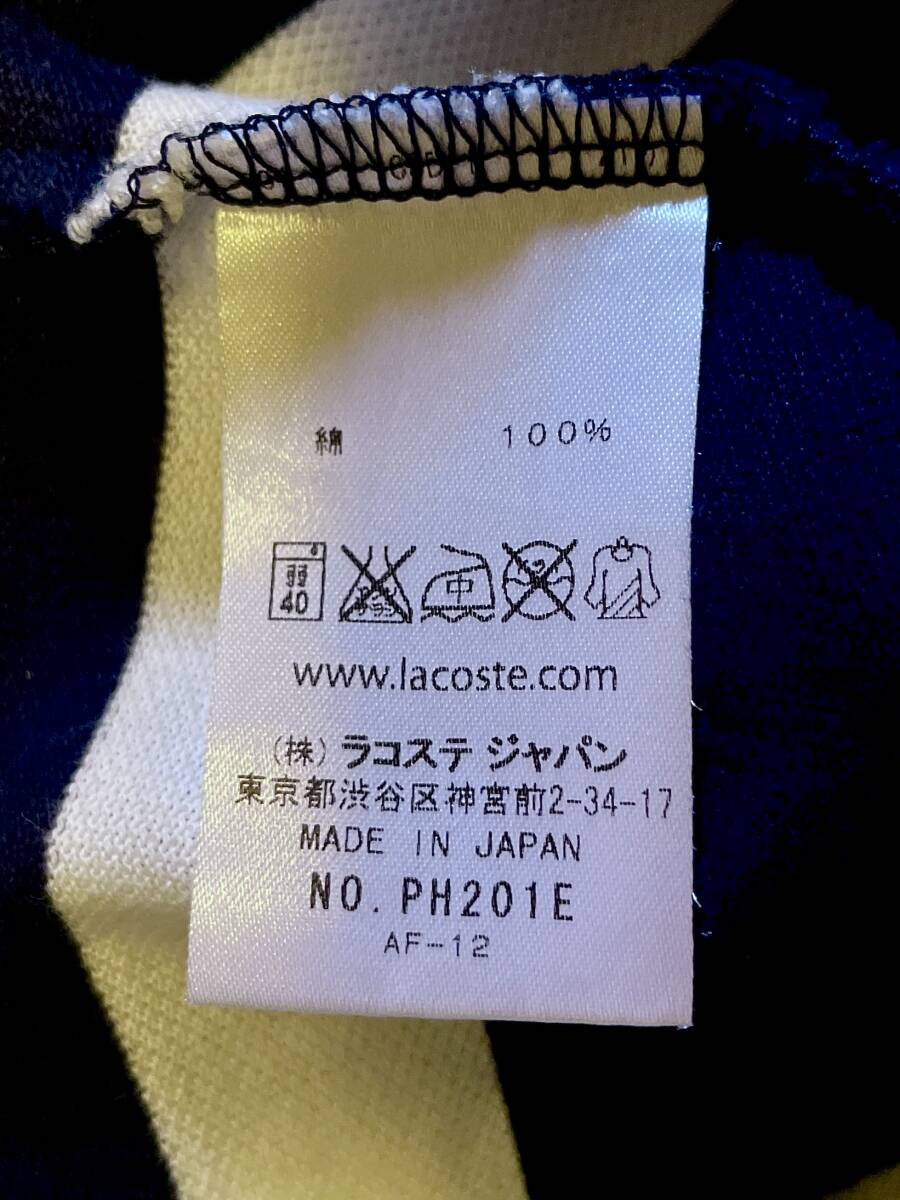 綿 100%
弱
40
中
www.lacoste.com
(株) ラコステ ジャパン
東京都渋谷区神宮前2-34-17
MADE IN JAPAN
NO. PH201E
AF-12